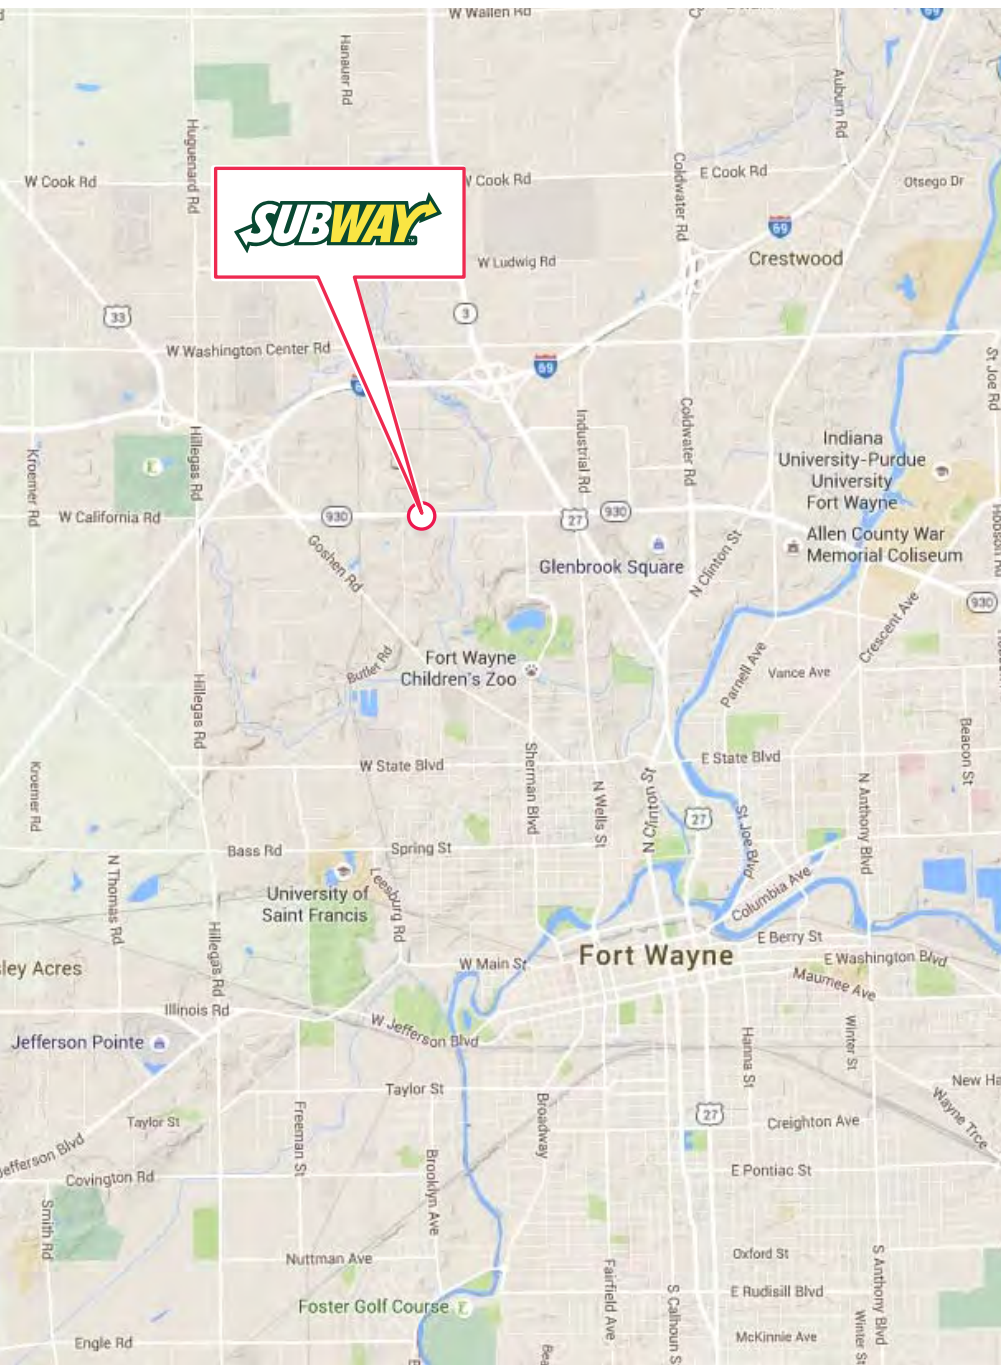 W Wallen Rd
69
Hanauer Rd
Auburn Rd
Huguenard Rd
W Cook Rd
Cook Rd
Coldwater Rd
E Cook Rd
Otsego Dr
SUBWAY
TM
69
W Ludwig Rd
Crestwood
33
3
W Washington Center Rd
69
St Joe Rd
Hillegas Rd
Industrial Rd
Coldwater Rd
Kroemer Rd
Indiana
University-Purdue
University
Fort Wayne
W California Rd
930
27
930
Hobson Rd
Goshen Rd
Glenbrook Square
N Clinton St
Allen County War
Memorial Coliseum
930
Crescent Ave
Butler Rd
Fort Wayne
Children's Zoo
Parnell Ave
Vance Ave
Hillegas Rd
Beacon St
W State Blvd
Sherman Blvd
E State Blvd
Kroemer Rd
N Wells St
N Clinton St
27
St Joe Blvd
N Anthony Blvd
Bass Rd
Spring St
N Thomas Rd
University of
Saint Francis
Leesburg Rd
Columbia Ave
Hillegas Rd
E Berry St
Fort Wayne
sley Acres
W Main St
E Washington Blvd
Maumee Ave
Illinois Rd
W Jefferson Blvd
Jefferson Pointe
Hanna St
Winter St
Taylor St
New Ha
Wayne Trce
Taylor St
Freeman St
Broadway
27
Creighton Ave
Jefferson Blvd
Covington Rd
Brooklyn Ave
E Pontiac St
Smith Rd
Nuttman Ave
Oxford St
S Anthony Blvd
Fairfield Ave
S Calhoun S
E Rudisill Blvd
Foster Golf Course
Winter St
McKinnie Ave
Engle Rd
Bea